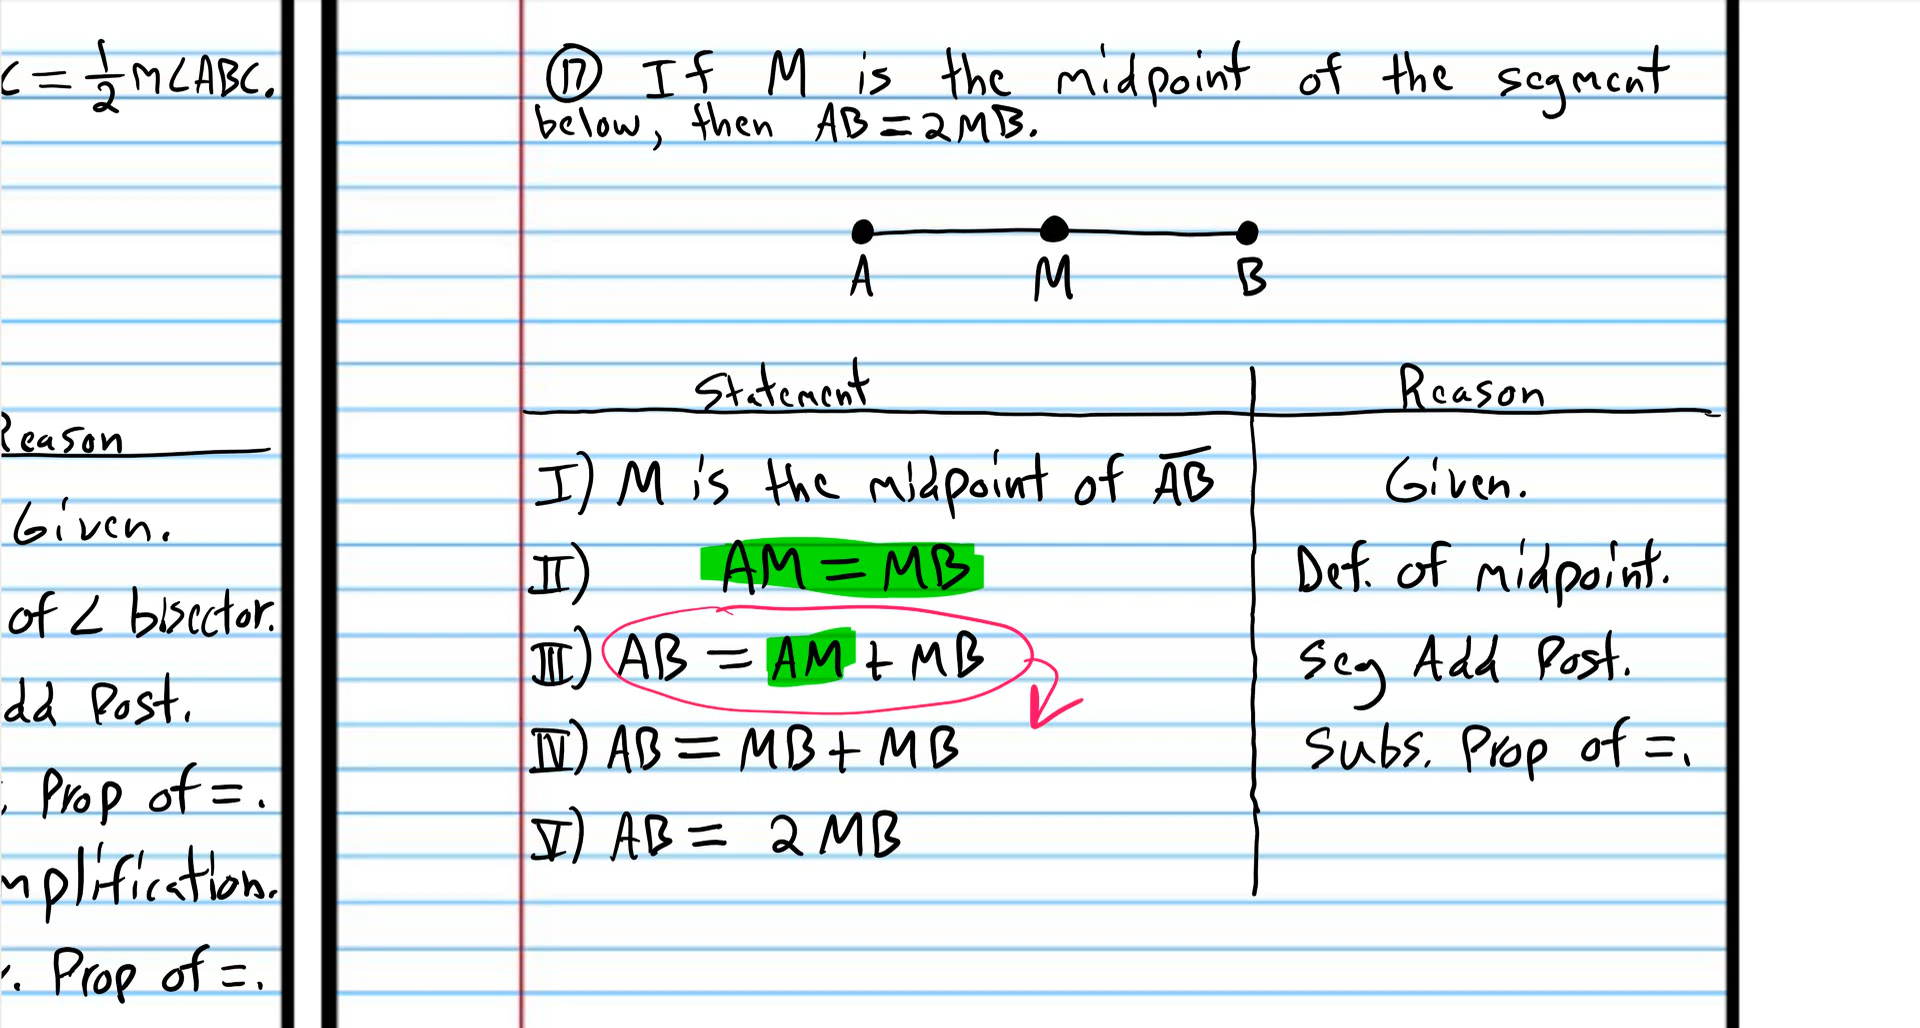 C = 1/2 m∠ABC.
Reason
Given.
of ∠ bisector.
dd Post.
. Prop of =.
mplification.
. Prop of =.
⑰ If M is the midpoint of the segment
below, then AB = 2MB.
A M B
Statement Reason
I) M is the midpoint of A̅B̅ Given.
II) AM = MB Def. of midpoint.
III) AB = AM + MB Seg Add Post.
IV) AB = MB + MB Subs. Prop of =.
V) AB = 2MB